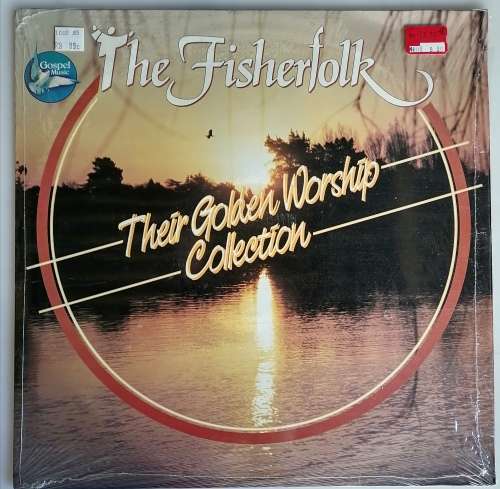 The Fisherfolk
Gospel
Music
Their Golden Worship
Collection